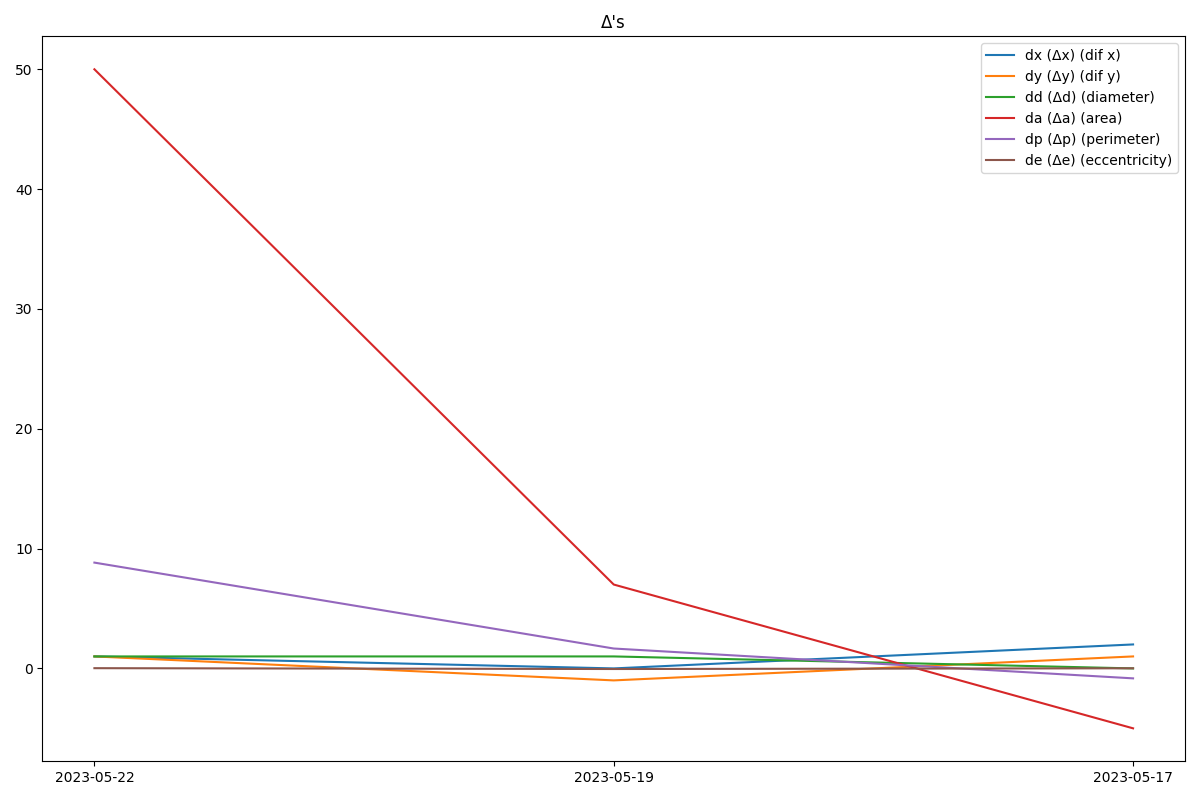 Δ's
dx (Δx) (dif x)
dy (Δy) (dif y)
dd (Δd) (diameter)
da (Δa) (area)
dp (Δp) (perimeter)
de (Δe) (eccentricity)
50
40
30
20
10
0
2023-05-22 2023-05-19 2023-05-17